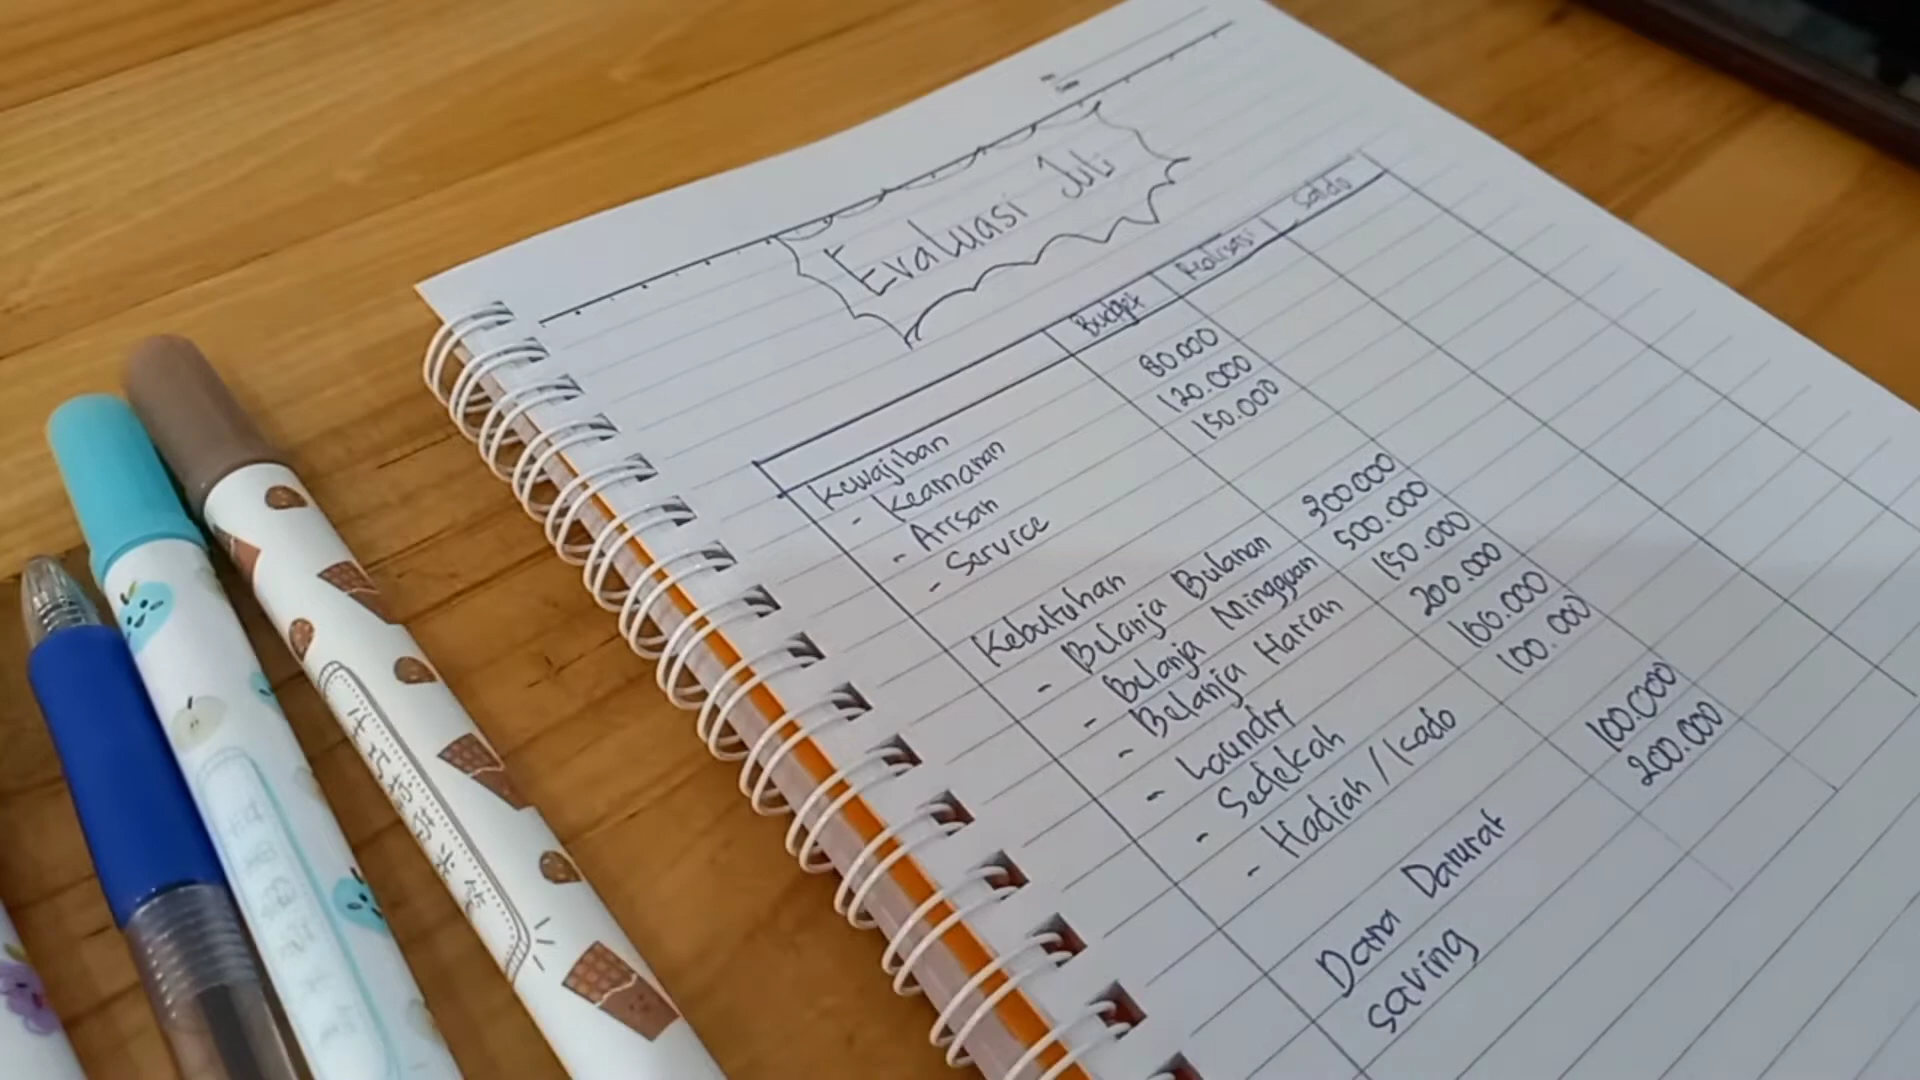 Evaluasi Juli
Budget Realisasi Saldo
Kewajiban
- Keamanan 80.000
- Arisan 120.000
- Service 150.000
Kebutuhan
- Belanja Bulanan 300.000
- Belanja Mingguan 500.000
- Belanja Harian 150.000
- Laundry 200.000
- Sedekah 100.000
- Hadiah / Kado 100.000
Dana Darurat 100.000
Saving 200.000